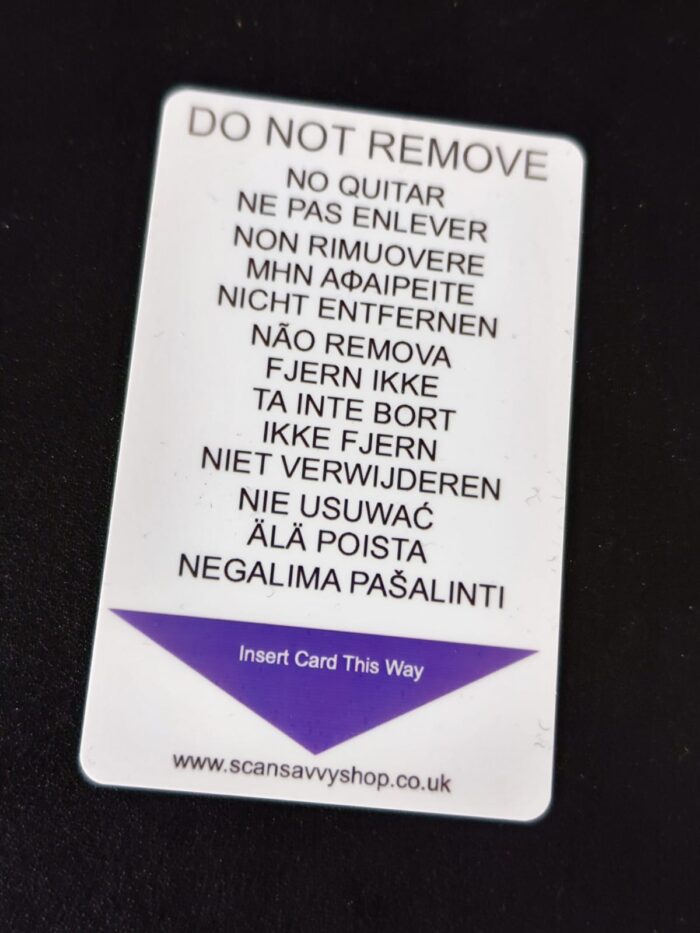 DO NOT REMOVE
NO QUITAR
NE PAS ENLEVER
NON RIMUOVERE
ΜΗΝ ΑΦΑΙΡΕΙΤΕ
NICHT ENTFERNEN
NÃO REMOVA
FJERN IKKE
TA INTE BORT
IKKE FJERN
NIET VERWIJDEREN
NIE USUWAĆ
ÄLÄ POISTA
NEGALIMA PAŠALINTI
Insert Card This Way
www.scansavvyshop.co.uk